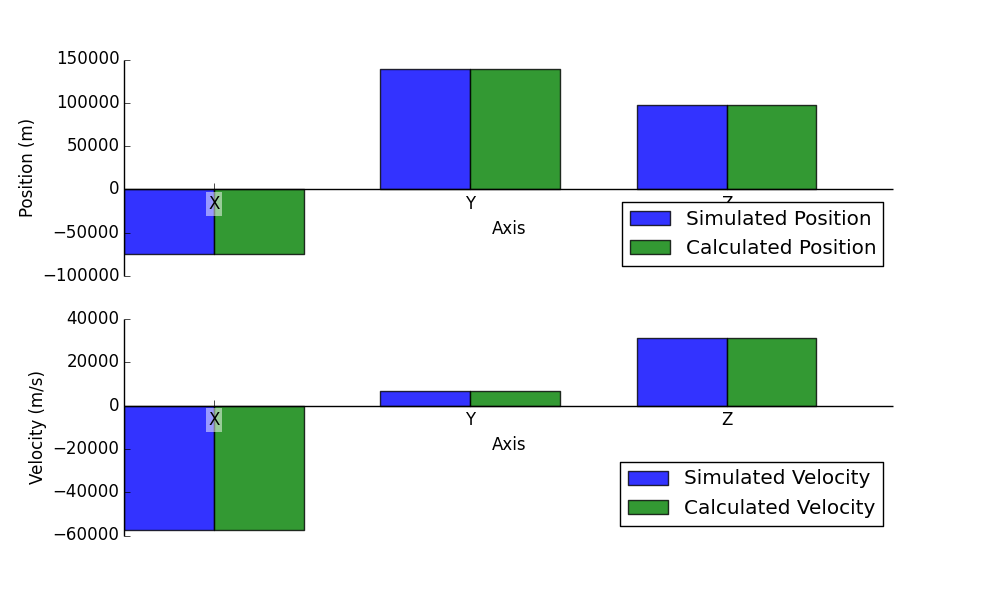 150000
100000
50000
0
−50000
−100000
Position (m)
X
Y
Z
Axis
Simulated Position
Calculated Position
40000
20000
0
−20000
−40000
−60000
Velocity (m/s)
X
Y
Z
Axis
Simulated Velocity
Calculated Velocity